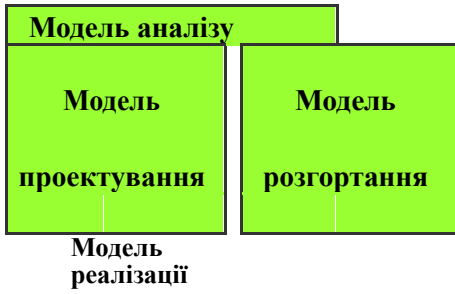 Модель аналізу
Модель
проектування
Модель
розгортання
Модель
реалізації